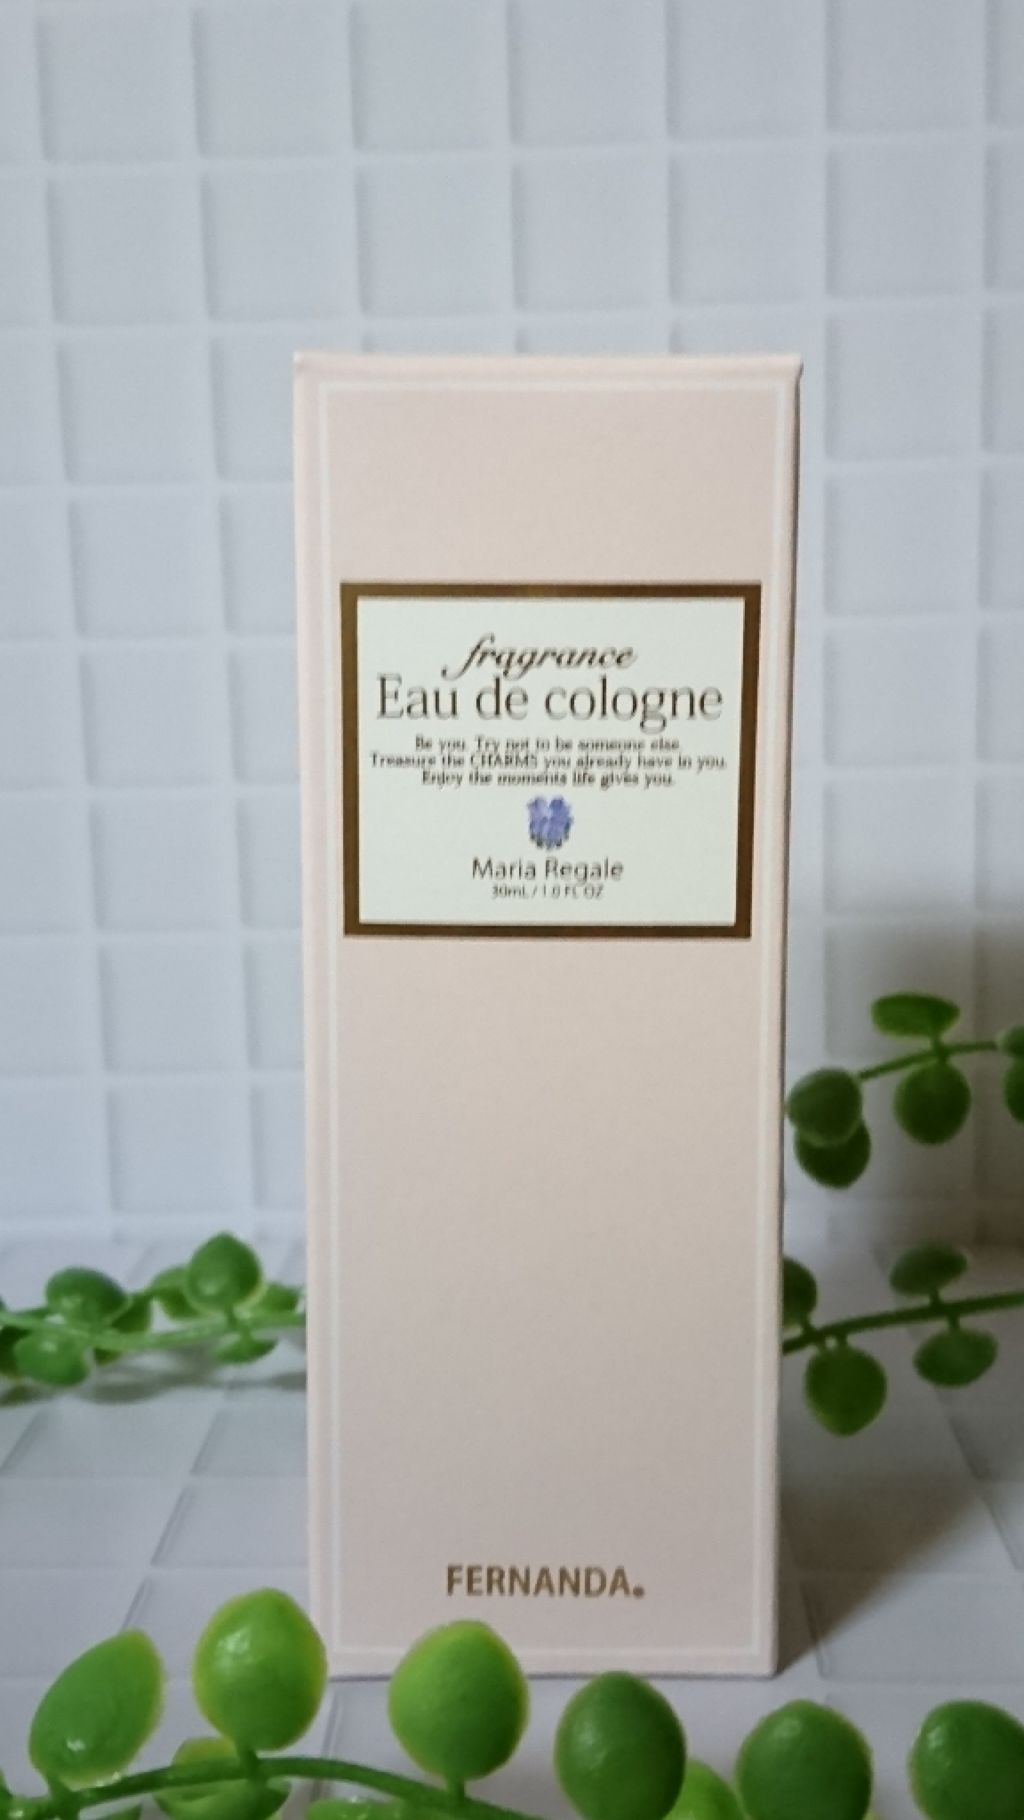 fragrance
Eau de cologne
Be you. Try not to be someone else.
Treasure the CHARMS you already have in you.
Enjoy the moments life gives you.
Maria Regale
30mL / 1.0 FL OZ
FERNANDA.